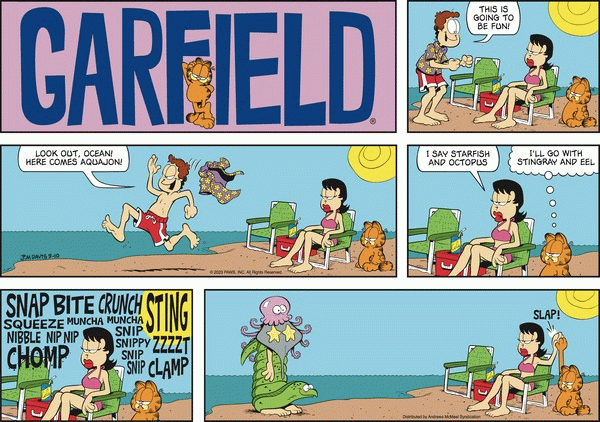 GARFIELD
®
THIS IS
GOING TO
BE FUN!
LOOK OUT, OCEAN!
HERE COMES AQUAJON!
JIM DAVIS 8-10
© 2025 PAWS, INC. All Rights Reserved.
I SAY STARFISH
AND OCTOPUS
I'LL GO WITH
STINGRAY AND EEL
SNAP BITE CRUNCH STING
SQUEEZE MUNCHA MUNCHA
NIBBLE NIP NIP SNIP
SNIPPY ZZZZT
CHOMP SNIP
SNIP CLAMP
SLAP!
Distributed by Andrews McMeel Syndication